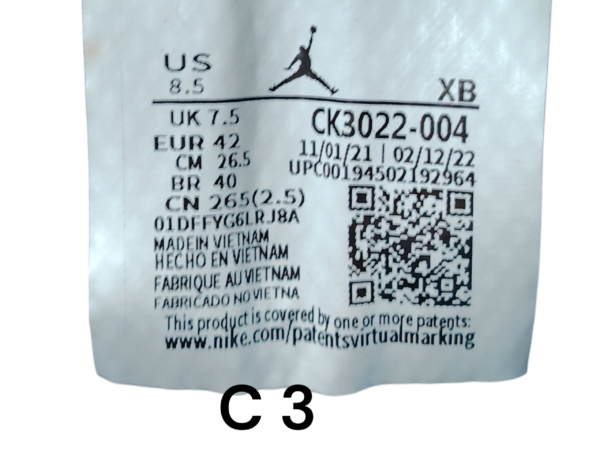 US
8.5
XB
UK 7.5
EUR 42
CM 26.5
BR 40
CN 265(2.5)
01DFFYG6LRJ8A
MADE IN VIETNAM
HECHO EN VIETNAM
FABRIQUE AU VIETNAM
FABRICADO NO VIETNA
CK3022-004
11/01/21 | 02/12/22
UPC00194502192964
This product is covered by one or more patents:
www.nike.com/patentsvirtualmarking
C 3